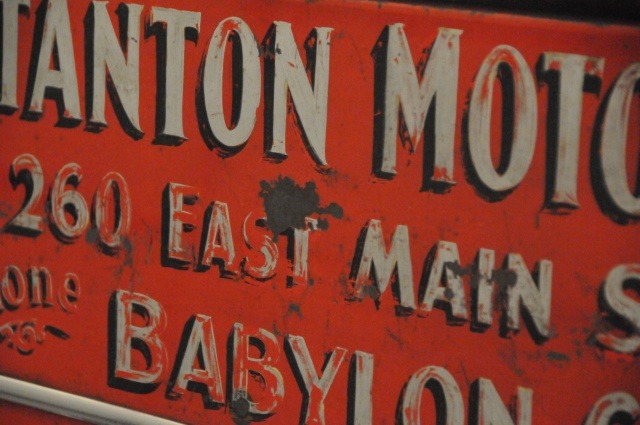 TANTON MOTO
260 EAST MAIN S
one BABYLON